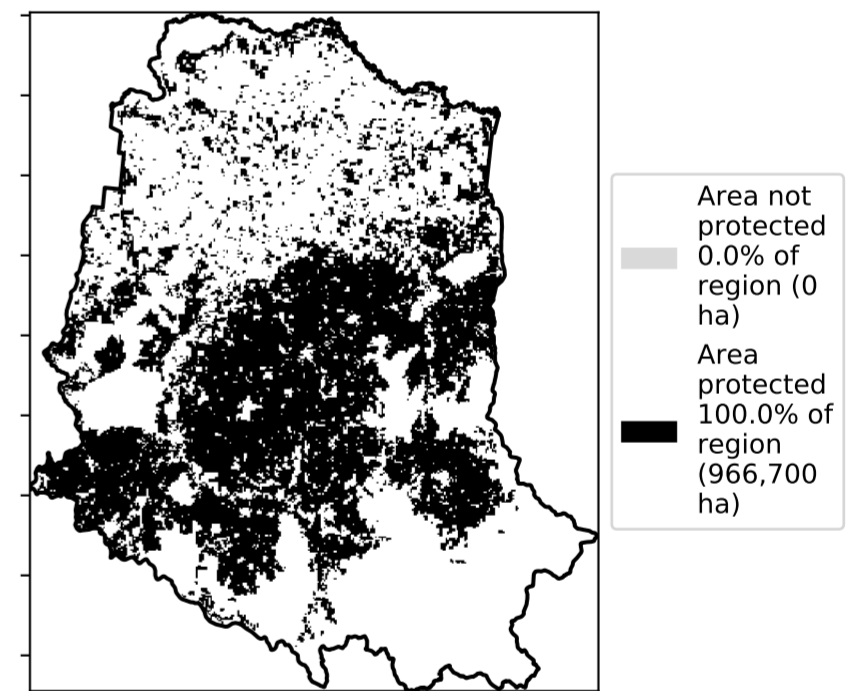 Area not
protected
0.0% of
region (0
ha)
Area
protected
100.0% of
region
(966,700
ha)